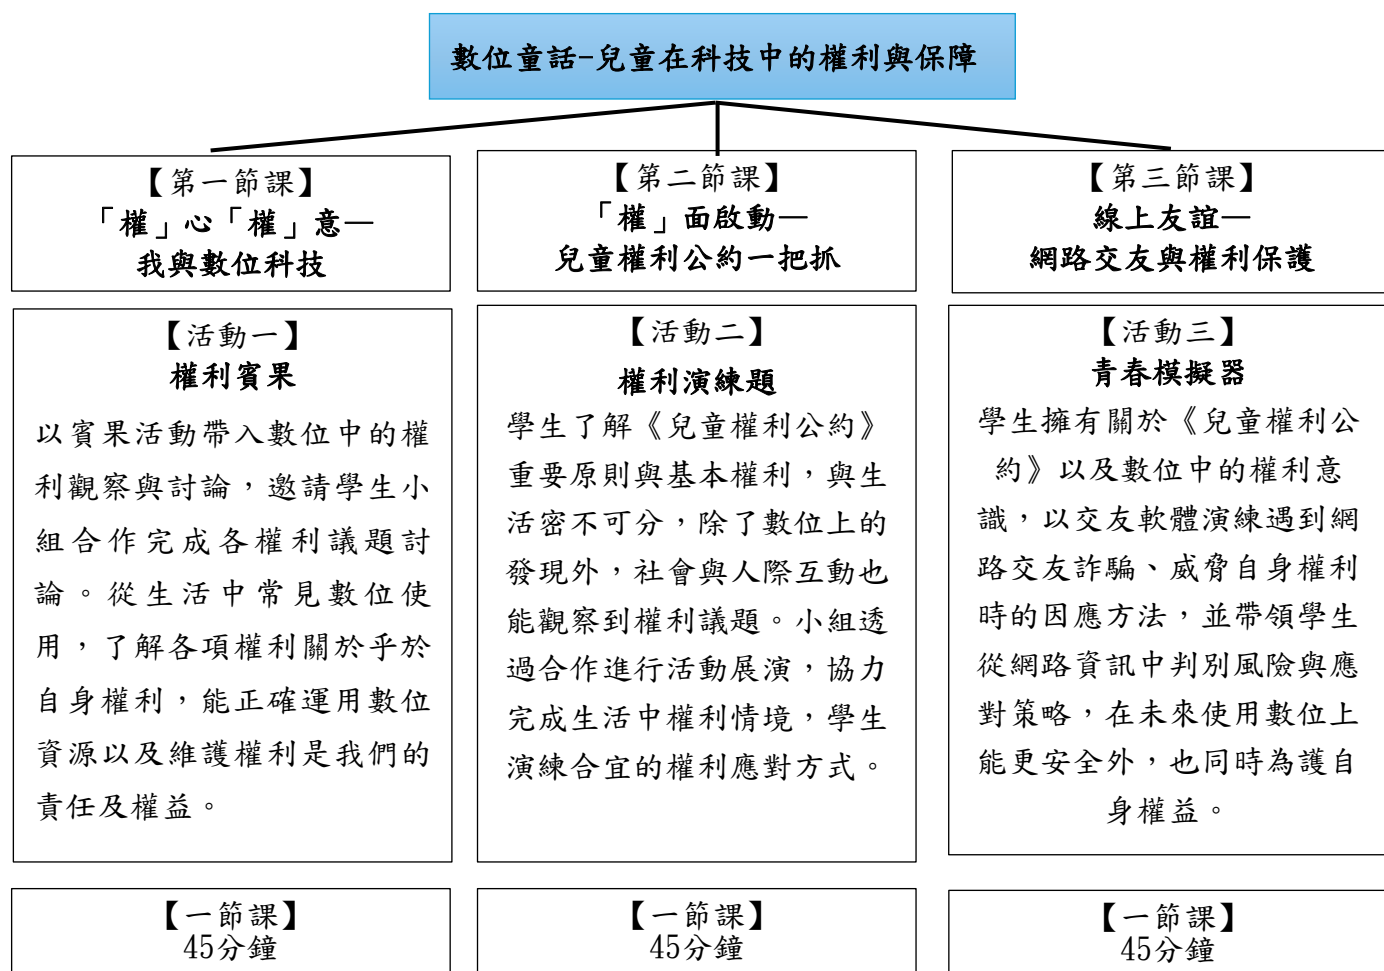 數位童話-兒童在科技中的權利與保障
【第一節課】
「權」心「權」意—
我與數位科技
【第二節課】
「權」面啟動—
兒童權利公約一把抓
【第三節課】
線上友誼—
網路交友與權利保護
【活動一】
權利賓果
以賓果活動帶入數位中的權
利觀察與討論，邀請學生小
組合作完成各權利議題討
論。從生活中常見數位使
用，了解各項權利關於乎於
自身權利，能正確運用數位
資源以及維護權利是我們的
責任及權益。
【活動二】
權利演練題
學生了解《兒童權利公約》
重要原則與基本權利，與生
活密不可分，除了數位上的
發現外，社會與人際互動也
能觀察到權利議題。小組透
過合作進行活動展演，協力
完成生活中權利情境，學生
演練合宜的權利應對方式。
【活動三】
青春模擬器
學生擁有關於《兒童權利公
約》以及數位中的權利意
識，以交友軟體演練遇到網
路交友詐騙、威脅自身權利
時的因應方法，並帶領學生
從網路資訊中判別風險與應
對策略，在未來使用數位上
能更安全外，也同時為護自
身權益。
【一節課】
45分鐘
【一節課】
45分鐘
【一節課】
45分鐘